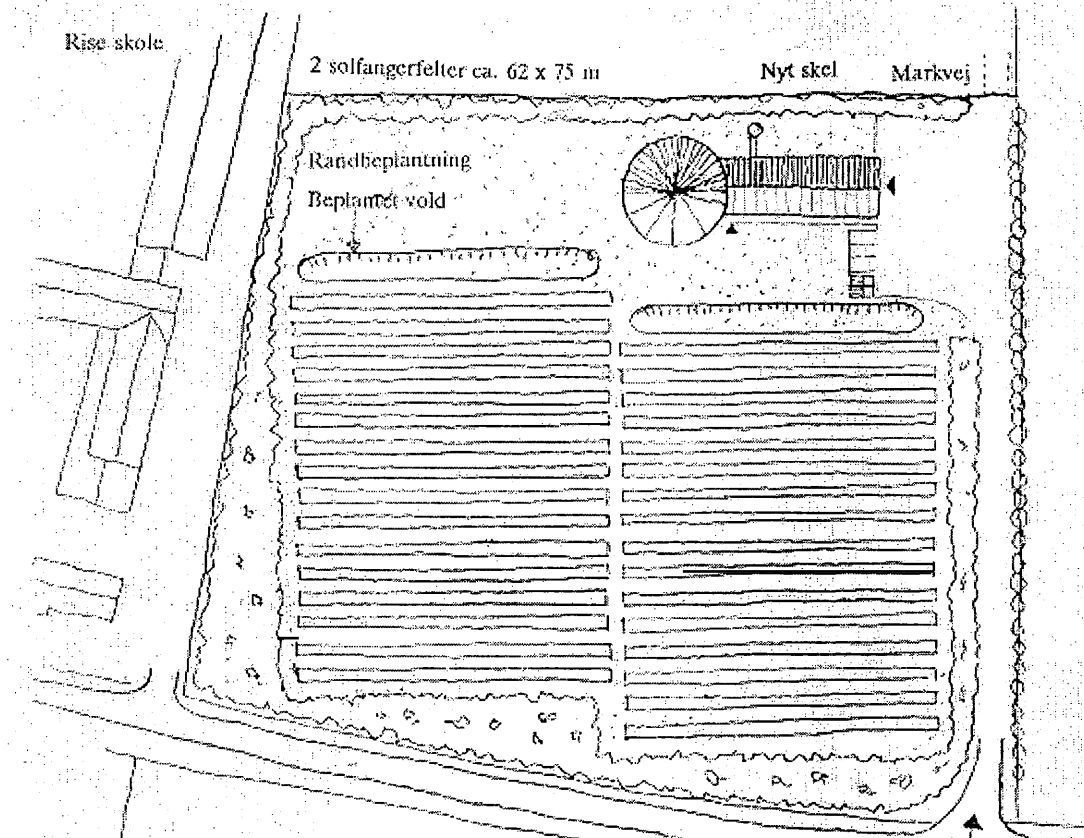 Rise skole
2 solfangerfelter ca. 62 x 75 m
Nyt skel
Markvej
Randbeplantning
Beplantet vold